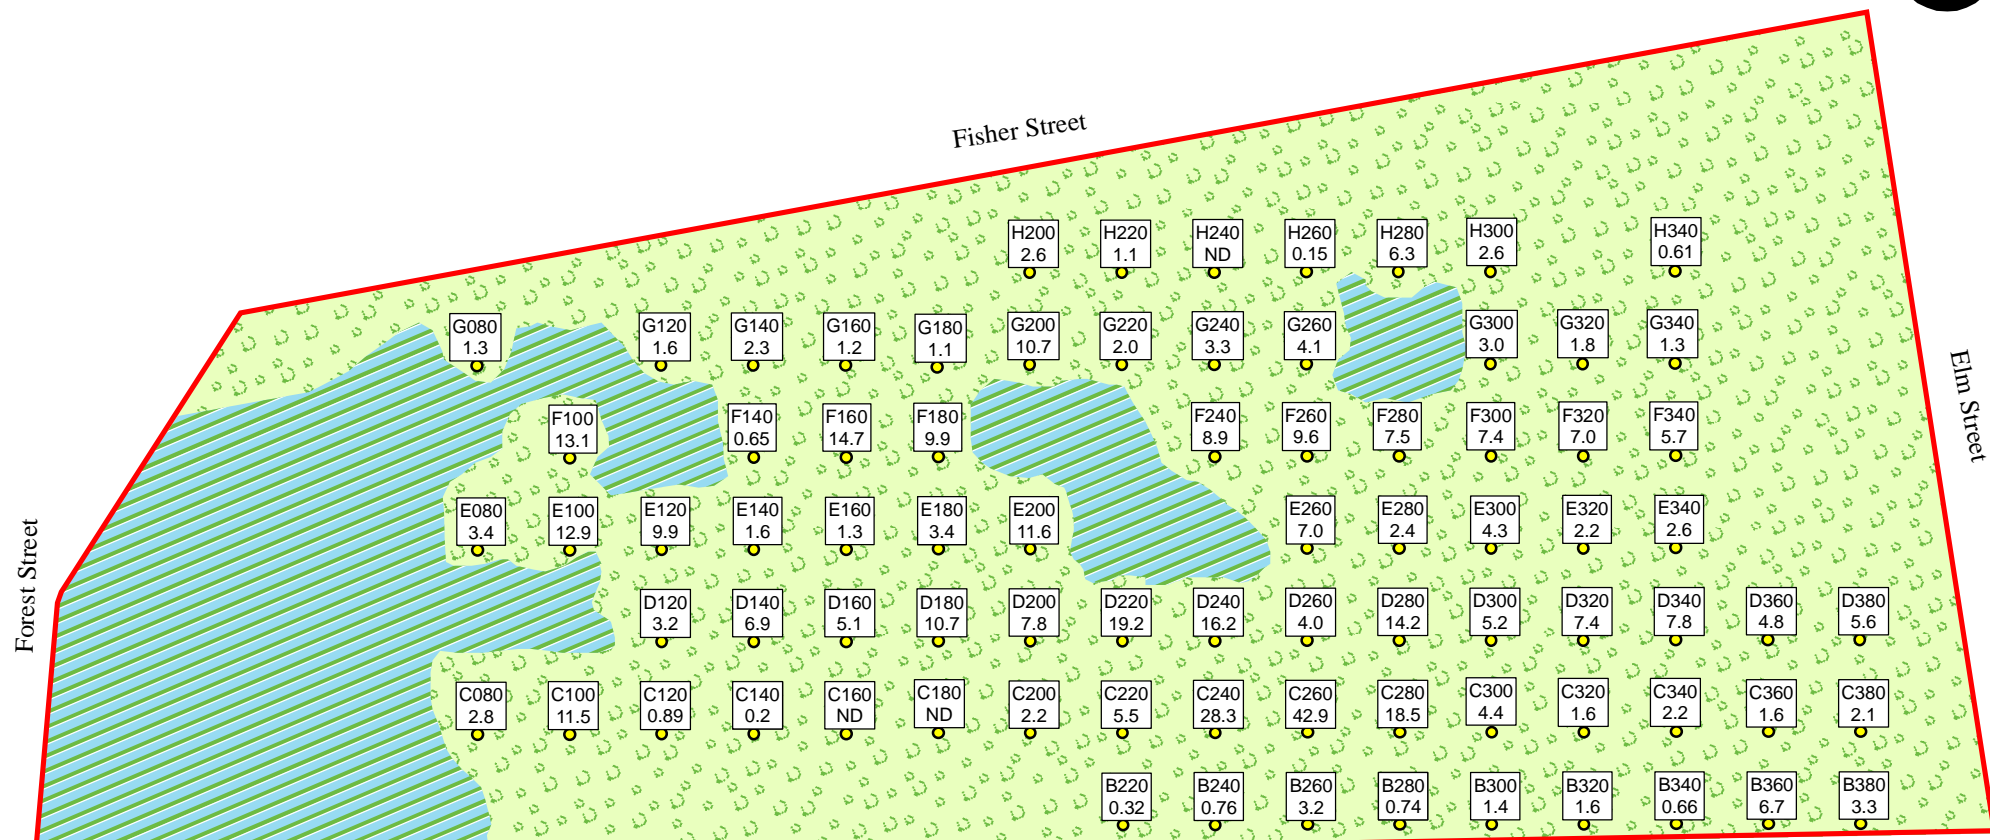 Fisher Street
H200
2.6
H220
1.1
H240
ND
H260
0.15
H280
6.3
H300
2.6
H340
0.61
G080
1.3
G120
1.6
G140
2.3
G160
1.2
G180
1.1
G200
10.7
G220
2.0
G240
3.3
G260
4.1
G300
3.0
G320
1.8
G340
1.3
Elm Street
F100
13.1
F140
0.65
F160
14.7
F180
9.9
F240
8.9
F260
9.6
F280
7.5
F300
7.4
F320
7.0
F340
5.7
Forest Street
E080
3.4
E100
12.9
E120
9.9
E140
1.6
E160
1.3
E180
3.4
E200
11.6
E260
7.0
E280
2.4
E300
4.3
E320
2.2
E340
2.6
D120
3.2
D140
6.9
D160
5.1
D180
10.7
D200
7.8
D220
19.2
D240
16.2
D260
4.0
D280
14.2
D300
5.2
D320
7.4
D340
7.8
D360
4.8
D380
5.6
C080
2.8
C100
11.5
C120
0.89
C140
0.2
C160
ND
C180
ND
C200
2.2
C220
5.5
C240
28.3
C260
42.9
C280
18.5
C300
4.4
C320
1.6
C340
2.2
C360
1.6
C380
2.1
B220
0.32
B240
0.76
B260
3.2
B280
0.74
B300
1.4
B320
1.6
B340
0.66
B360
6.7
B380
3.3